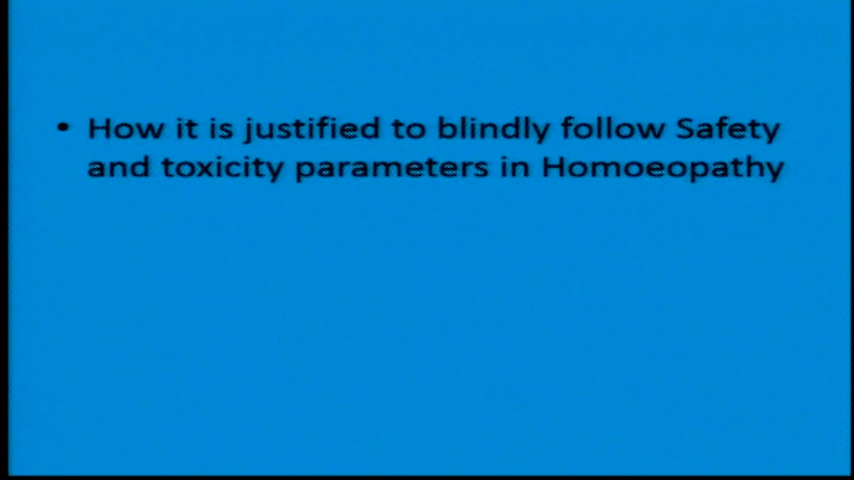 • How it is justified to blindly follow Safety
and toxicity parameters in Homoeopathy